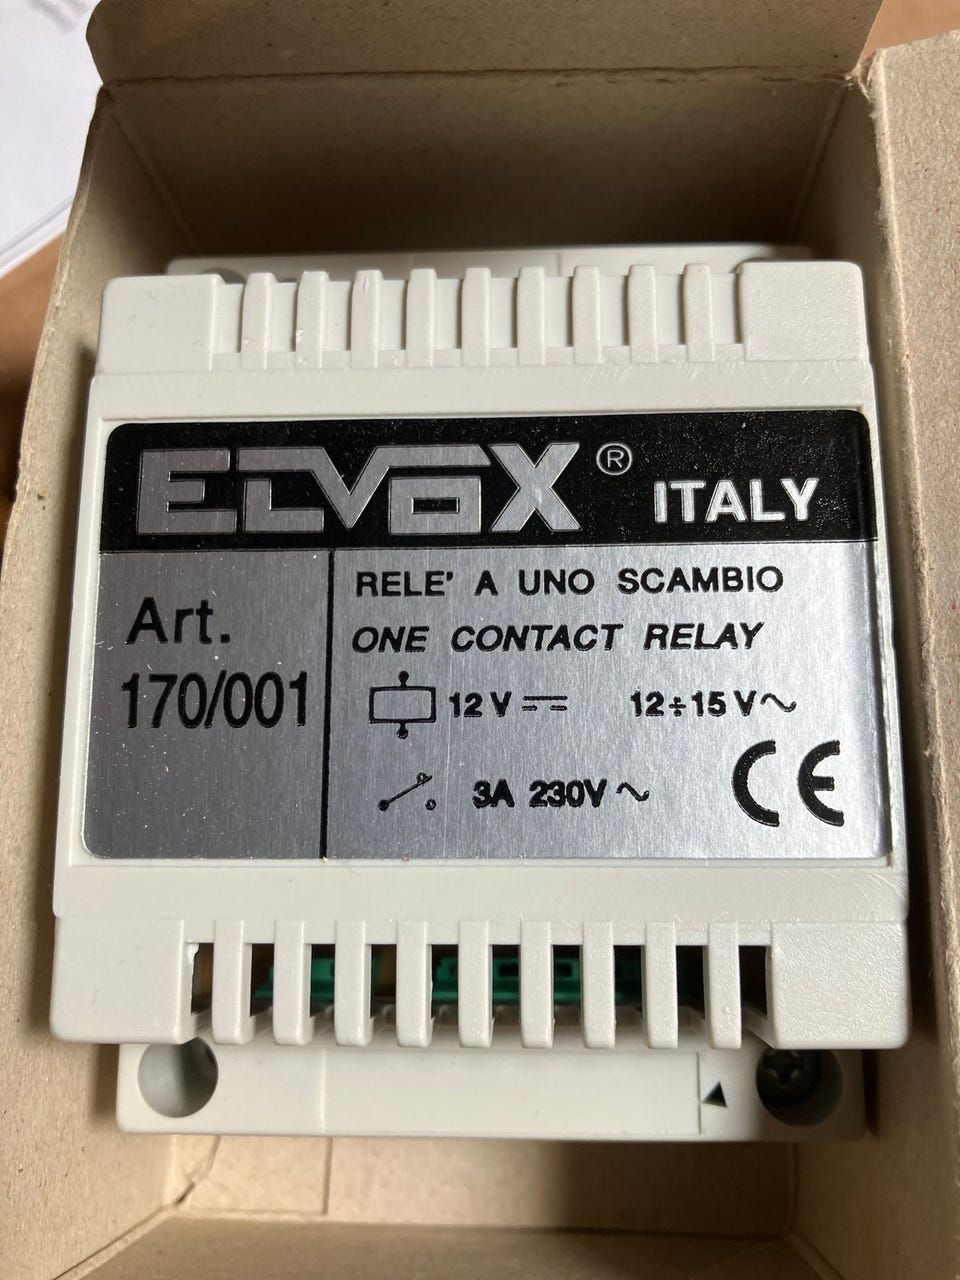 ELVOX® ITALY
Art.
170/001
RELE' A UNO SCAMBIO
ONE CONTACT RELAY
12 V ⎓ 12÷15 V ~
3A 230V ~
CE